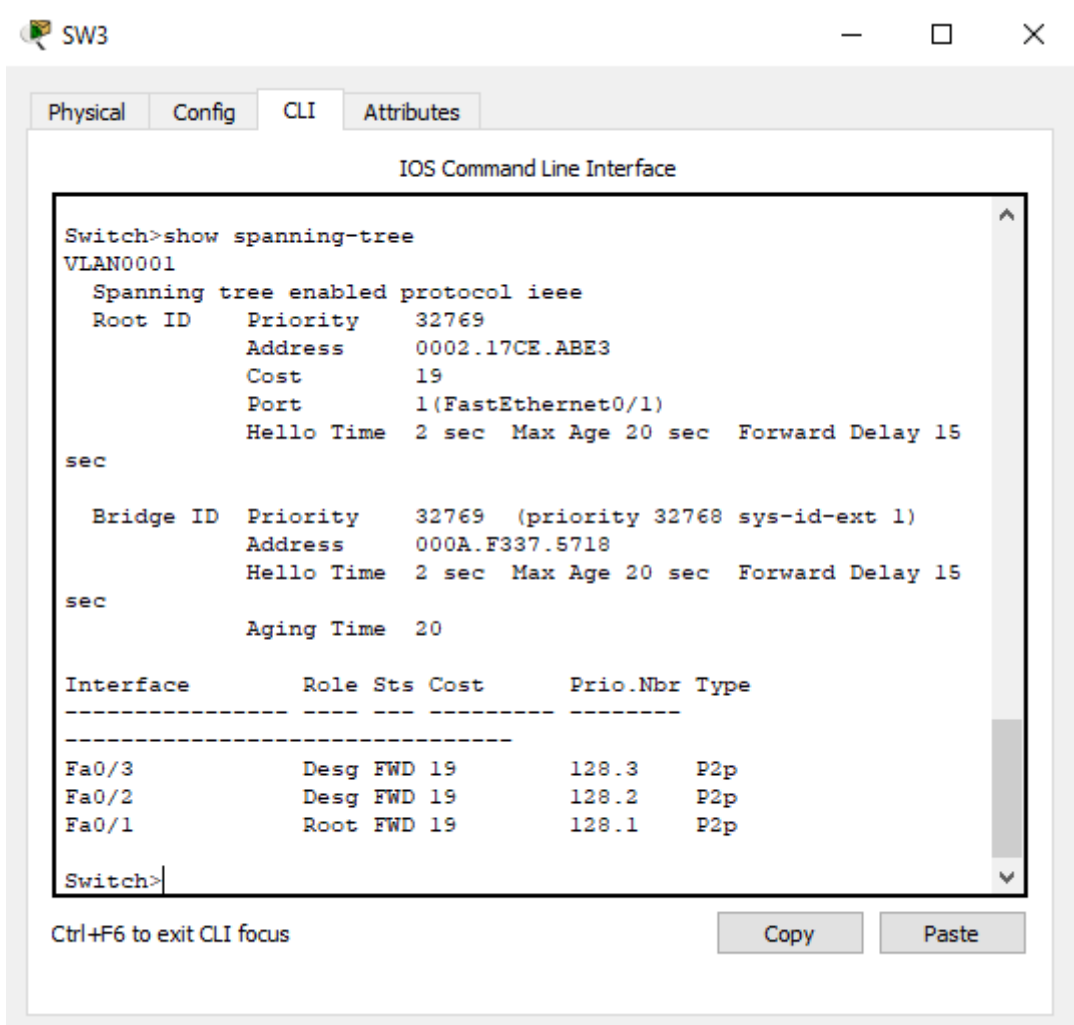 SW3
Physical Config CLI Attributes
IOS Command Line Interface
Switch>show spanning-tree
VLAN0001
  Spanning tree enabled protocol ieee
  Root ID    Priority    32769
             Address     0002.17CE.ABE3
             Cost        19
             Port        1(FastEthernet0/1)
             Hello Time  2 sec  Max Age 20 sec  Forward Delay 15
sec
  Bridge ID  Priority    32769  (priority 32768 sys-id-ext 1)
             Address     000A.F337.5718
             Hello Time  2 sec  Max Age 20 sec  Forward Delay 15
sec
             Aging Time  20
Interface        Role Sts Cost      Prio.Nbr Type
---------------- ---- --- --------- --------
--------------------------------
Fa0/3            Desg FWD 19        128.3    P2p
Fa0/2            Desg FWD 19        128.2    P2p
Fa0/1            Root FWD 19        128.1    P2p
Switch>
Ctrl+F6 to exit CLI focus Copy Paste